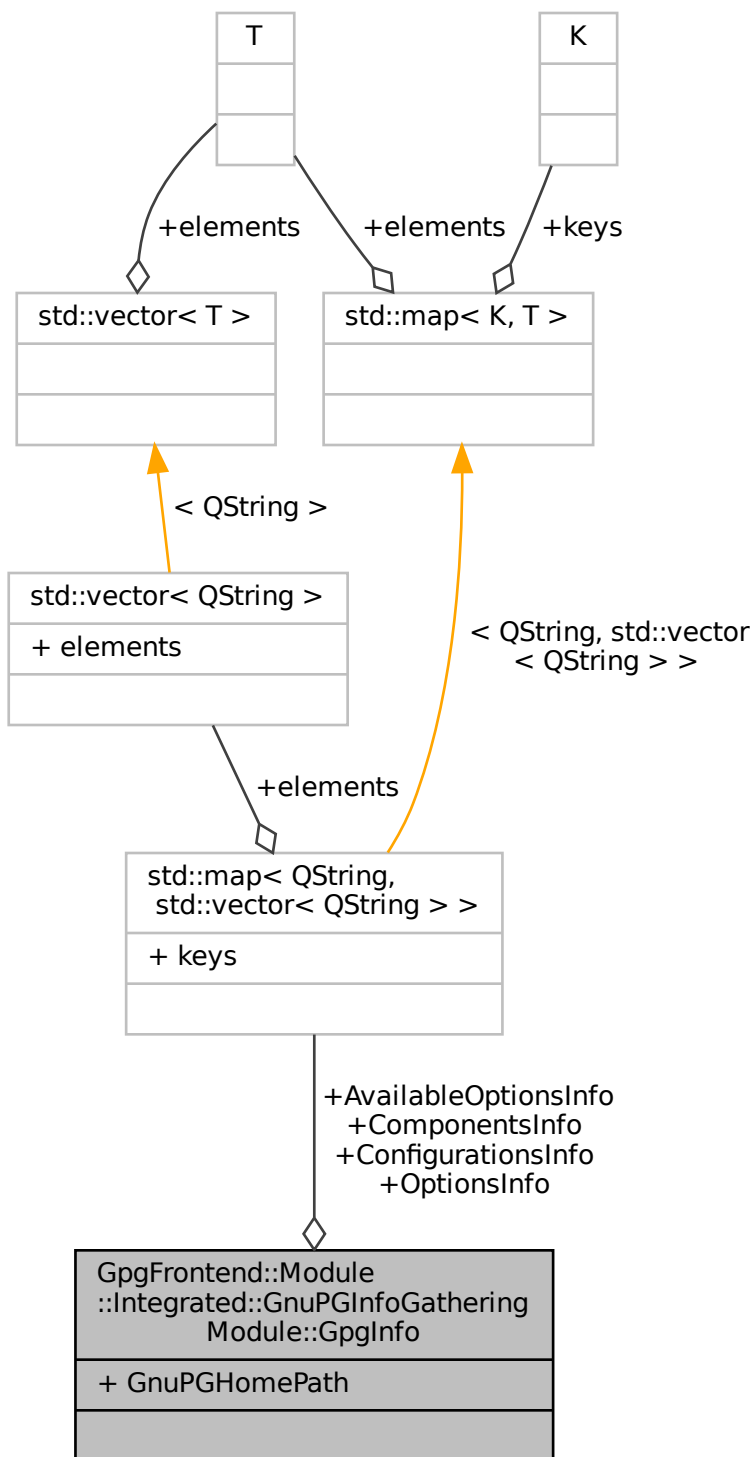 T
K
+elements
+elements
+keys
std::vector< T >
std::map< K, T >
< QString >
std::vector< QString >
+ elements
< QString, std::vector
< QString > >
+elements
std::map< QString,
std::vector< QString > >
+ keys
+AvailableOptionsInfo
+ComponentsInfo
+ConfigurationsInfo
+OptionsInfo
GpgFrontend::Module
::Integrated::GnuPGInfoGathering
Module::GpgInfo
+ GnuPGHomePath